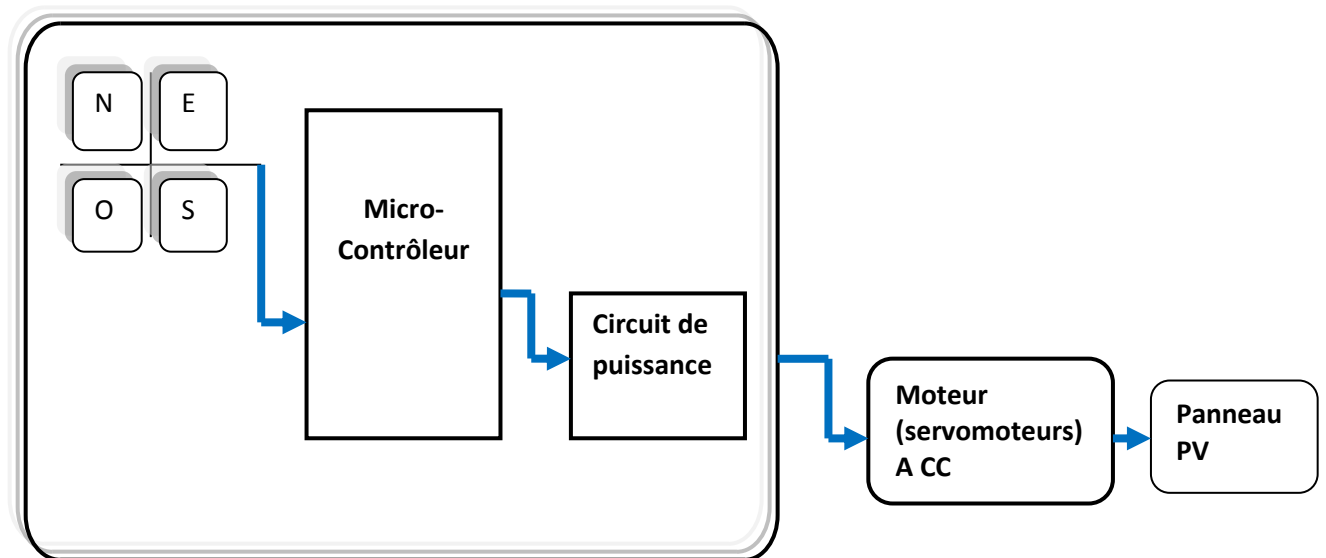 N
E
O
S
Micro-
Contrôleur
Circuit de
puissance
Moteur
(servomoteurs)
A CC
Panneau
PV